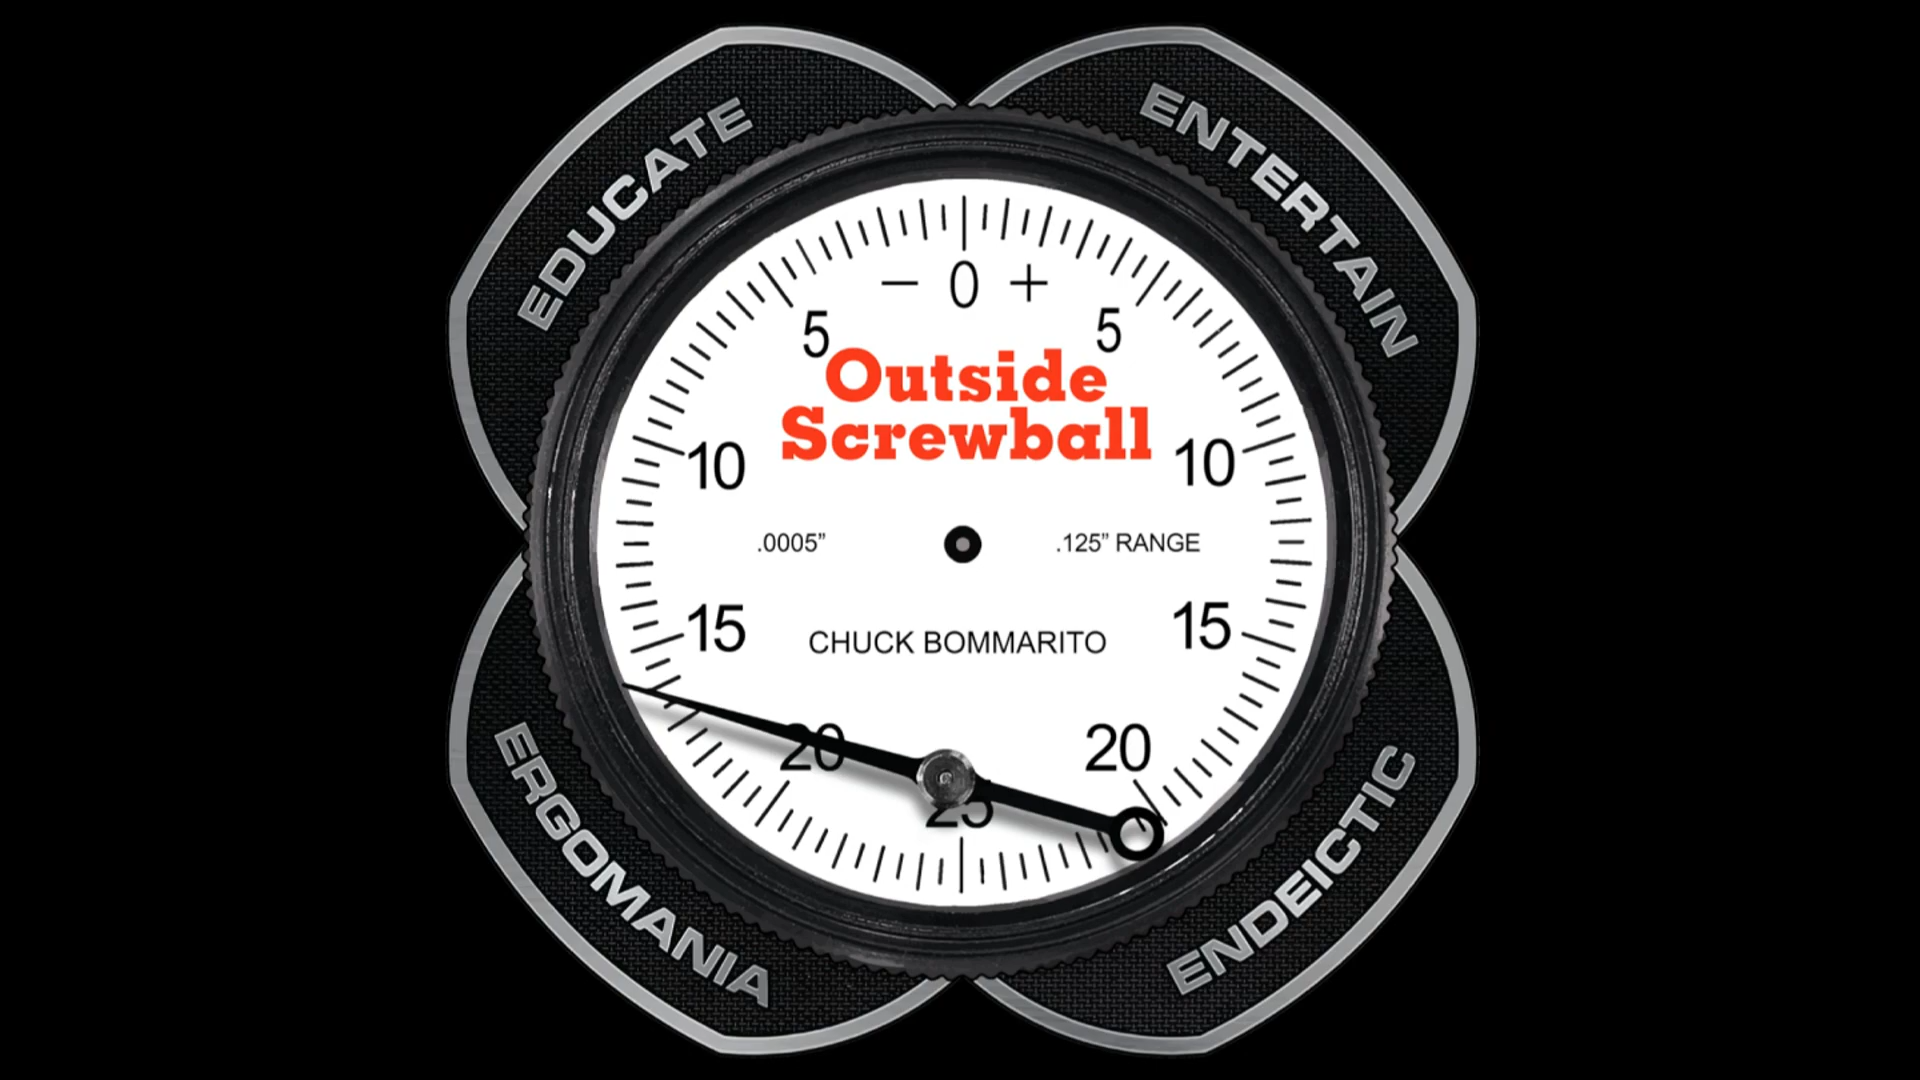 EDUCATE
ENTERTAIN
− 0 +
5 5
Outside
Screwball
10 10
.0005” .125” RANGE
15 15
CHUCK BOMMARITO
20 20
25
ERGOMANIA
ENDEICTIC